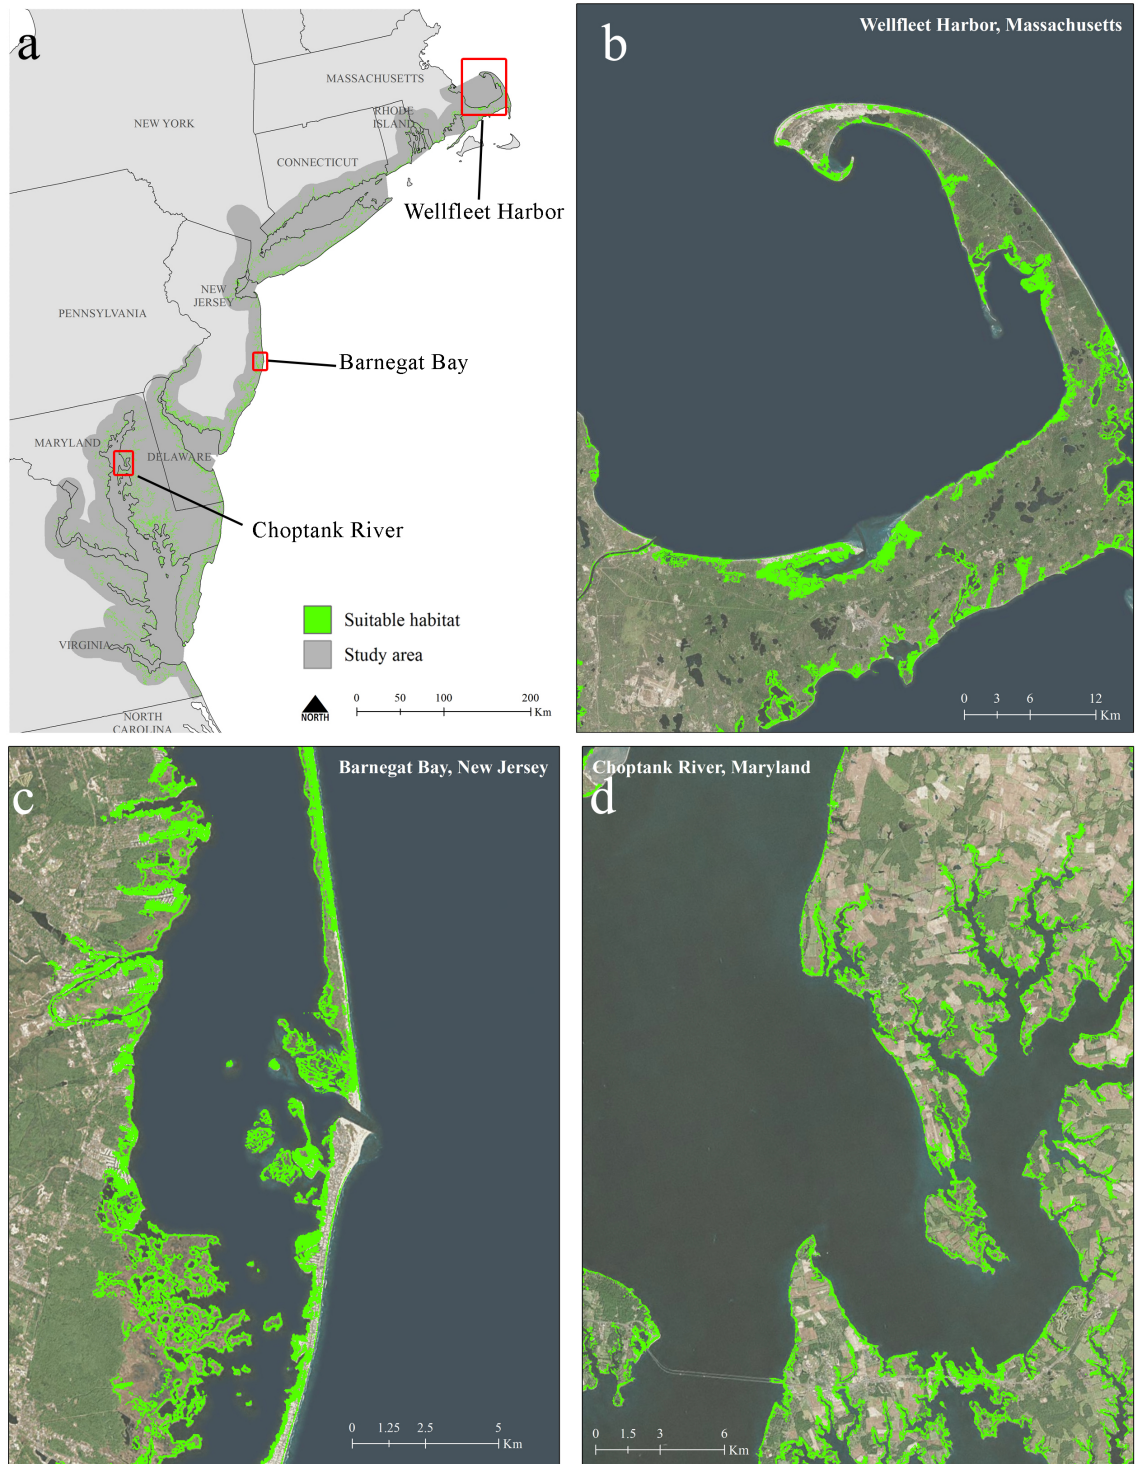 a
MASSACHUSETTS
RHODE
ISLAND
NEW YORK
CONNECTICUT
Wellfleet Harbor
NEW
JERSEY
PENNSYLVANIA
Barnegat Bay
MARYLAND
DELAWARE
Choptank River
Suitable habitat
Study area
VIRGINIA
NORTH
0 50 100 200
Km
NORTH
CAROLINA
b
Wellfleet Harbor, Massachusetts
0 3 6 12
Km
c
Barnegat Bay, New Jersey
0 1.25 2.5 5
Km
d
Choptank River, Maryland
0 1.5 3 6
Km